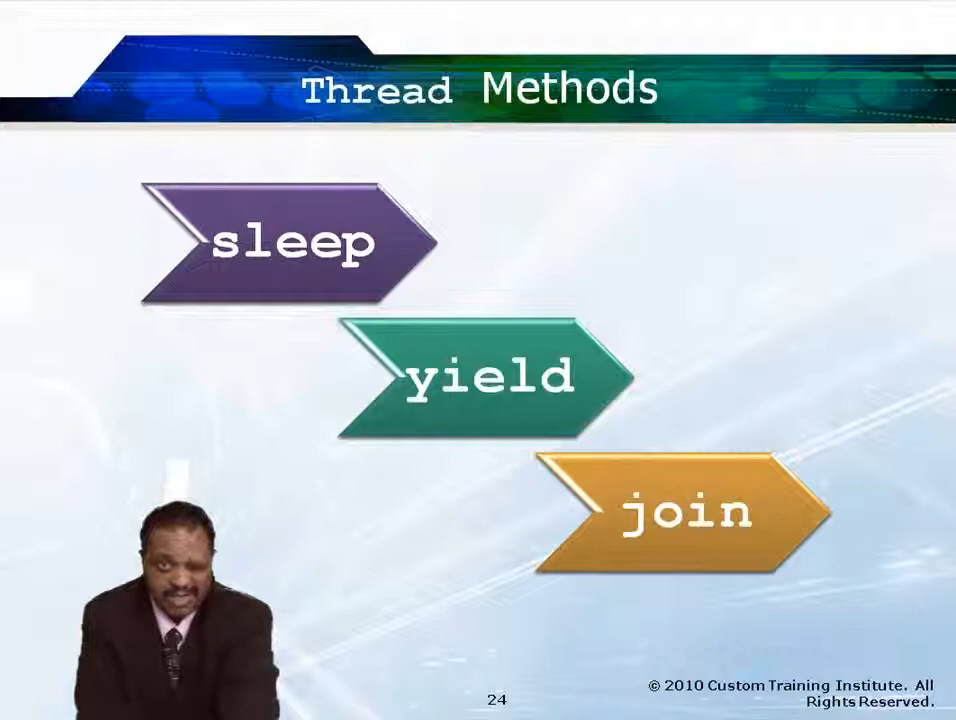 Thread Methods
sleep
yield
join
24
© 2010 Custom Training Institute. All
Rights Reserved.